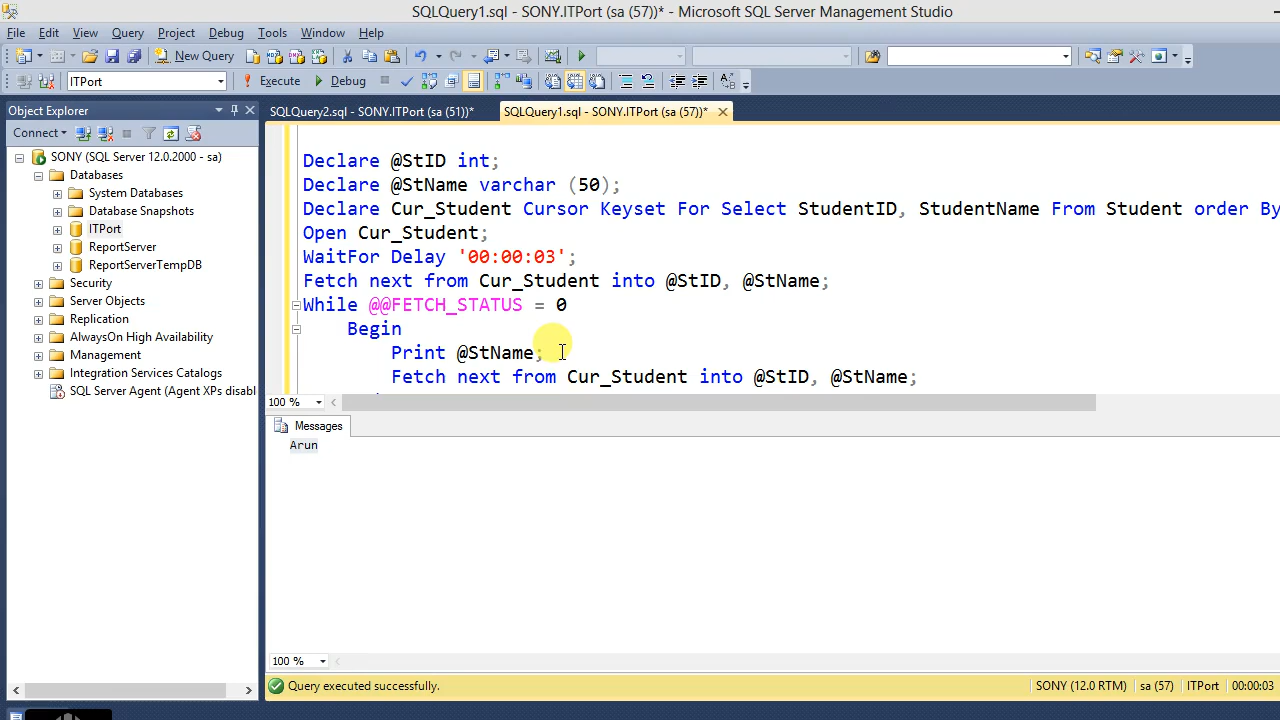 SQLQuery1.sql - SONY.ITPort (sa (57))* - Microsoft SQL Server Management Studio
File Edit View Query Project Debug Tools Window Help
New Query
ITPort Execute Debug
Object Explorer
SQLQuery2.sql - SONY.ITPort (sa (51))* SQLQuery1.sql - SONY.ITPort (sa (57))*
Connect
SONY (SQL Server 12.0.2000 - sa)
Databases
System Databases
Database Snapshots
ITPort
ReportServer
ReportServerTempDB
Security
Server Objects
Replication
AlwaysOn High Availability
Management
Integration Services Catalogs
SQL Server Agent (Agent XPs disabl
Declare @StID int;
Declare @StName varchar (50);
Declare Cur_Student Cursor Keyset For Select StudentID, StudentName From Student order By
Open Cur_Student;
WaitFor Delay '00:00:03';
Fetch next from Cur_Student into @StID, @StName;
While @@FETCH_STATUS = 0
Begin
Print @StName;
Fetch next from Cur_Student into @StID, @StName;
100 %
Messages
Arun
100 %
Query executed successfully. SONY (12.0 RTM) sa (57) ITPort 00:00:03